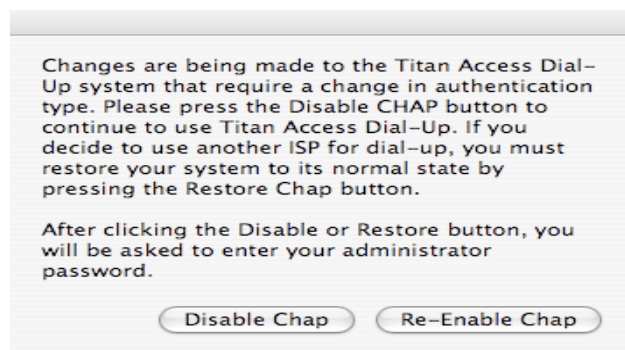 Changes are being made to the Titan Access Dial-
Up system that require a change in authentication
type. Please press the Disable CHAP button to
continue to use Titan Access Dial-Up. If you
decide to use another ISP for dial-up, you must
restore your system to its normal state by
pressing the Restore Chap button.
After clicking the Disable or Restore button, you
will be asked to enter your administrator
password.
Disable Chap Re-Enable Chap